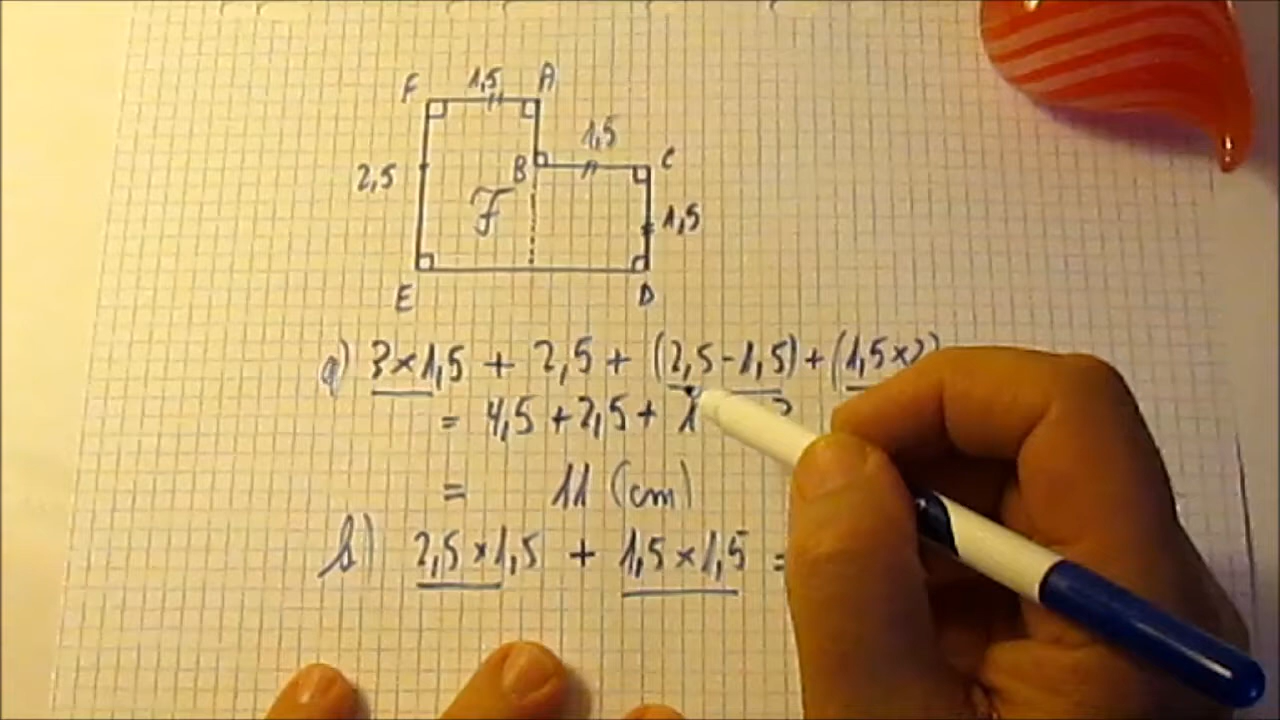 F 1,5 A
1,5
2,5 B C
F 1,5
E D
a) 3×1,5 + 2,5 + (2,5-1,5) + (1,5×2)
= 4,5 + 2,5 + 1
= 11 (cm)
b) 2,5×1,5 + 1,5×1,5 =